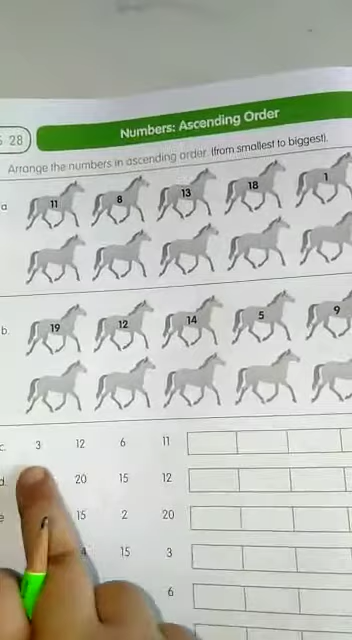 28
Numbers: Ascending Order
Arrange the numbers in ascending order. (from smallest to biggest).
a 11 8 13 18 1
b. 19 12 14 5 9
c. 3 12 6 11
d. 20 15 12
e 15 2 20
4 15 3
6